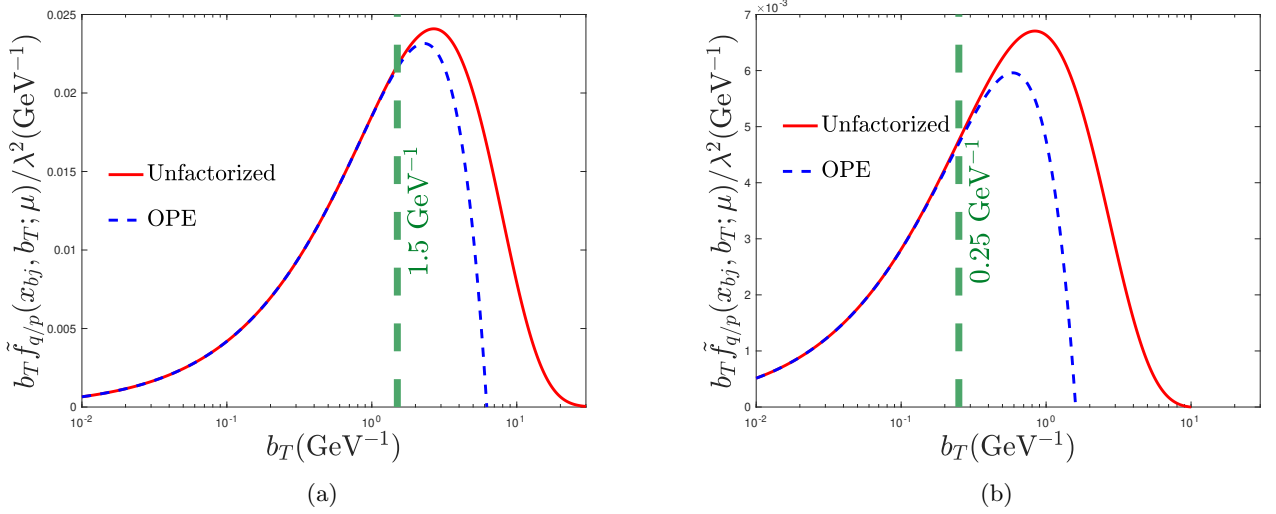 0.025
0.02
0.015
0.01
0.005
0
10⁻²
10⁻¹
10⁰
10¹
b_T f̃_{q/p}(x_{bj}, b_T; μ)/λ²(GeV⁻¹)
b_T(GeV⁻¹)
Unfactorized
OPE
1.5 GeV⁻¹
(a)
×10⁻³
7
6
5
4
3
2
1
0
10⁻²
10⁻¹
10⁰
10¹
b_T f̃_{q/p}(x_{bj}, b_T; μ)/λ²(GeV⁻¹)
b_T(GeV⁻¹)
Unfactorized
OPE
0.25 GeV⁻¹
(b)